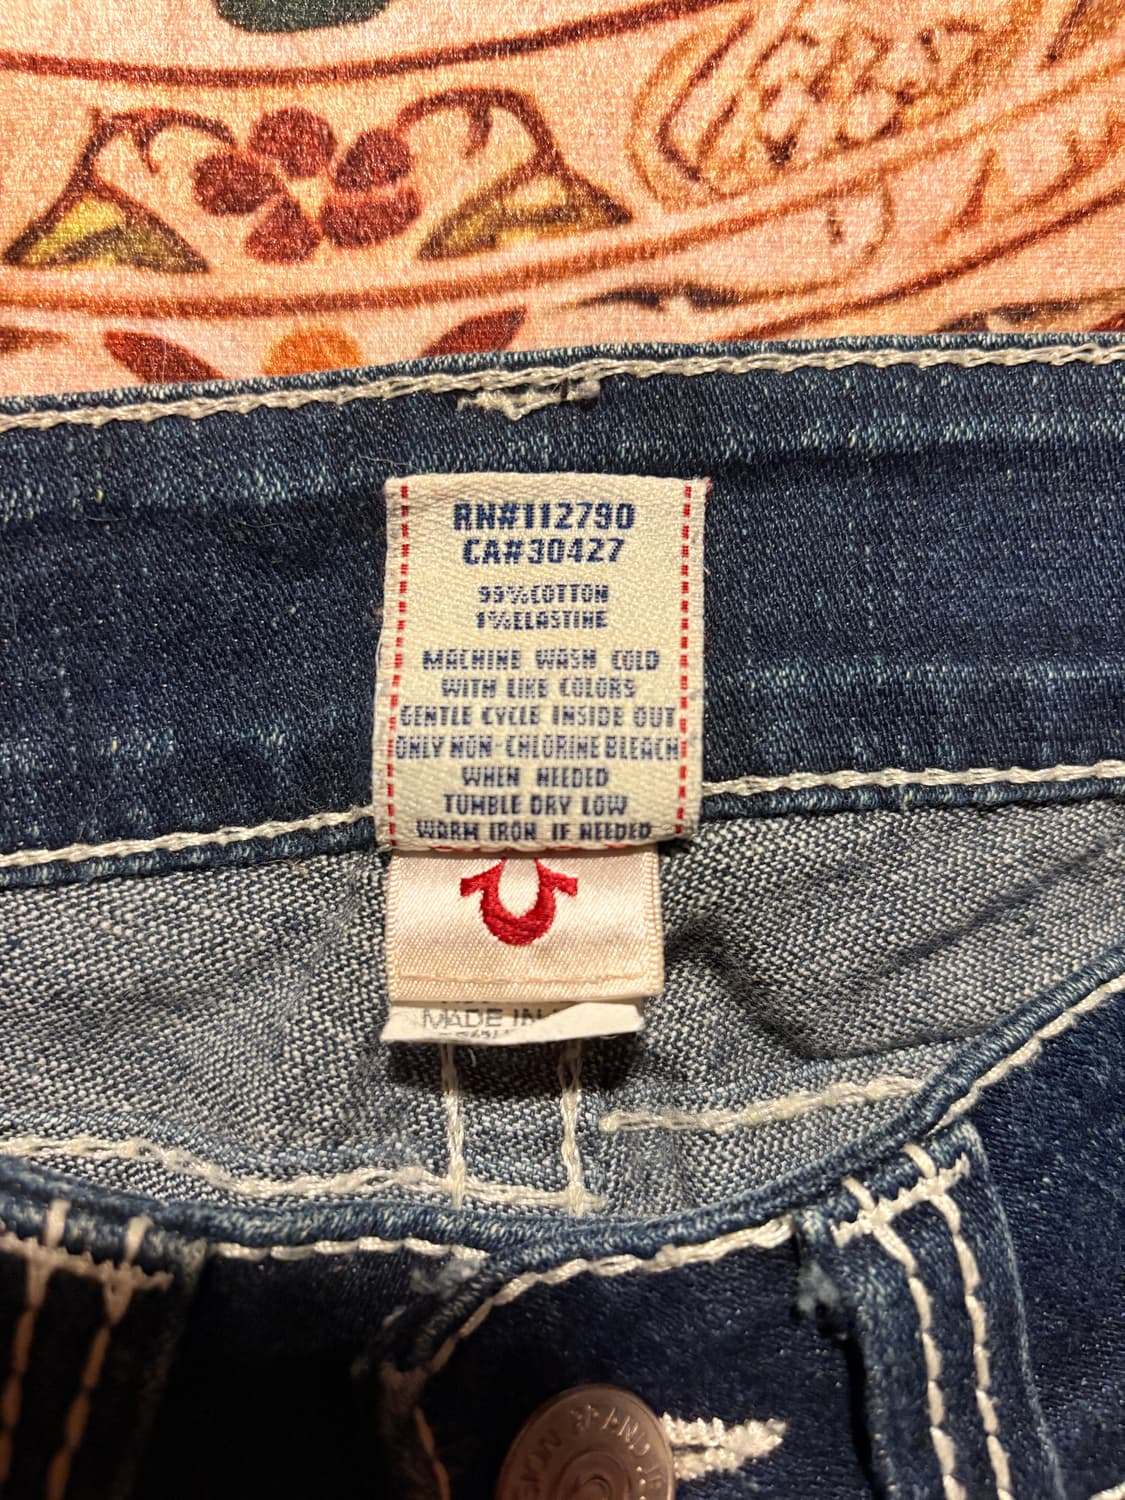 RN#112790
CA#30427
99%COTTON
1%ELASTINE
MACHINE WASH COLD
WITH LIKE COLORS
GENTLE CYCLE INSIDE OUT
ONLY NON-CHLORINE BLEACH
WHEN NEEDED
TUMBLE DRY LOW
WARM IRON IF NEEDED
MADE IN